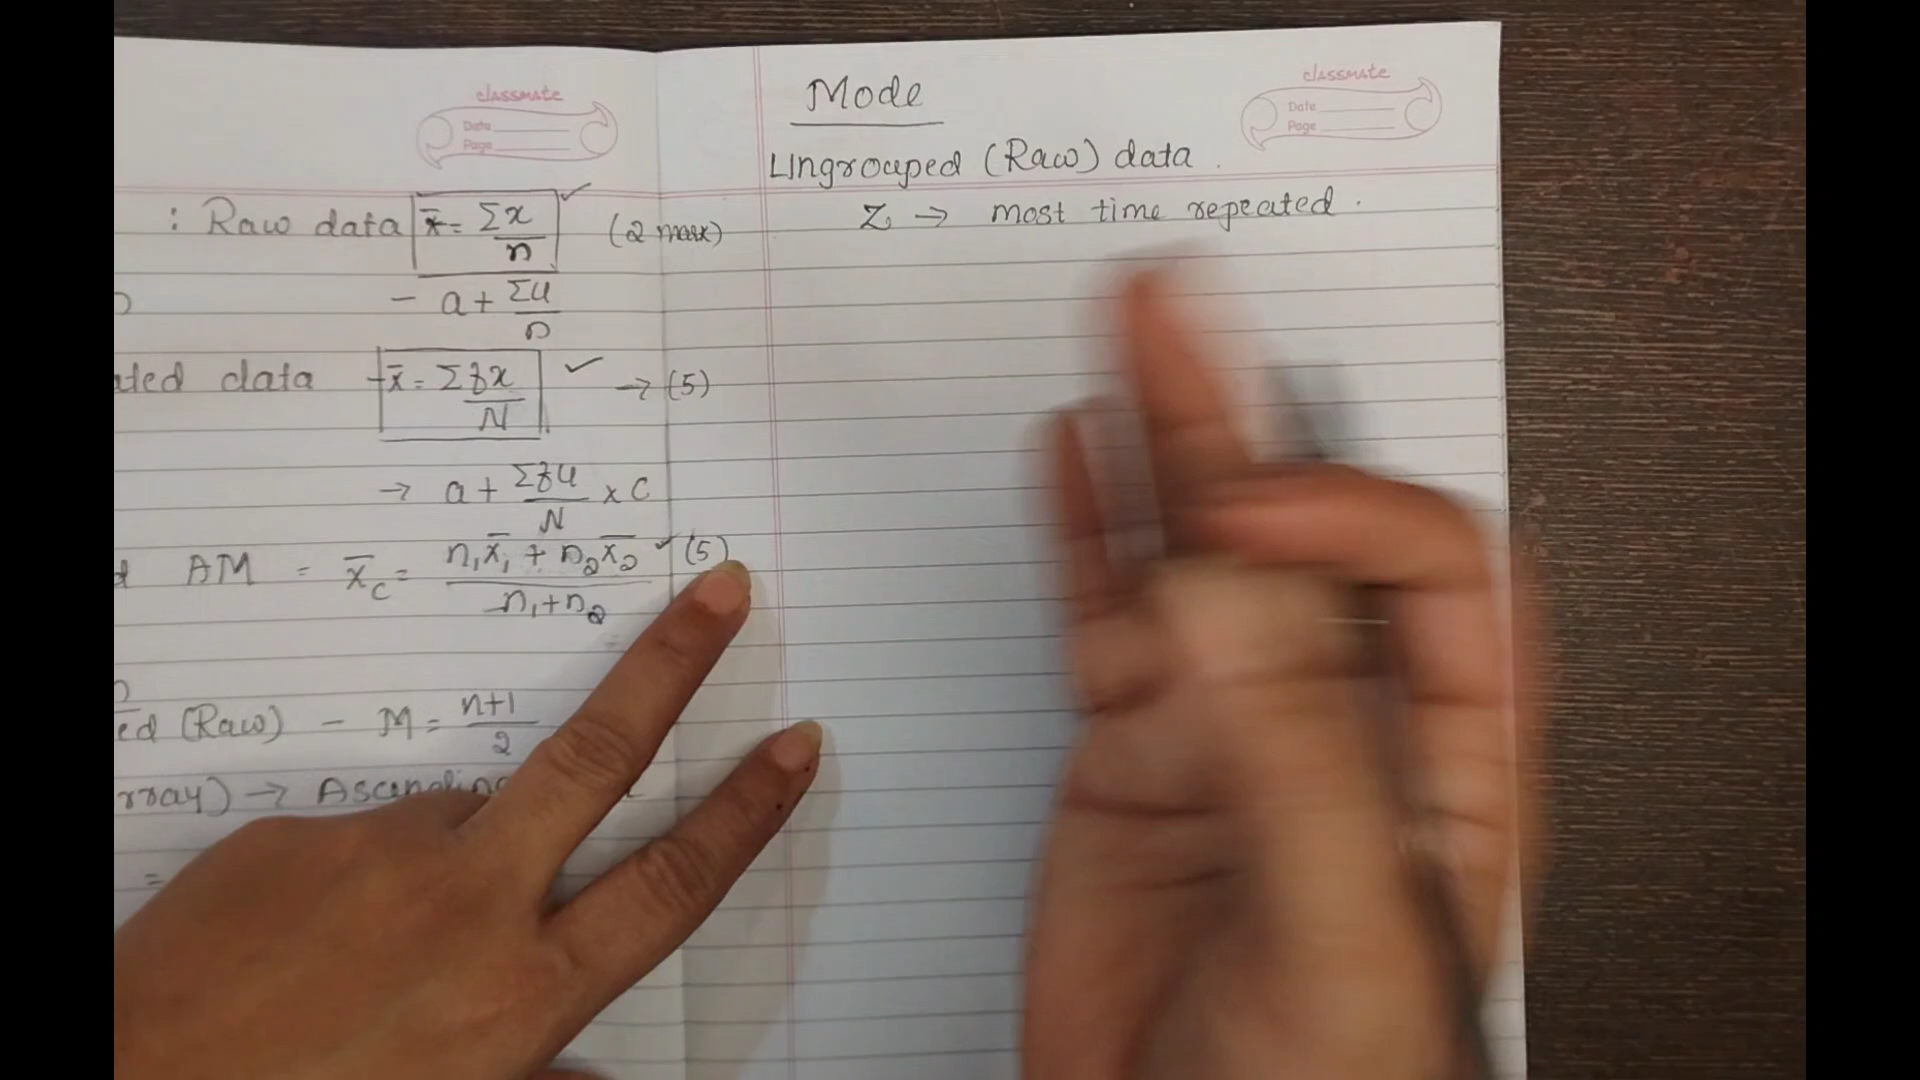 classmate
Date
Page
: Raw data x̄ = Σx/n ✓ (2 mark)
- a + Σu/n
ated data x̄ = Σfx/N ✓ → (5)
→ a + Σfu/N × C
d AM = x̄c = n₁x̄₁ + n₂x̄₂ / n₁+n₂ ✓ (5)
ed (Raw) - M = n+1/2
rray) → Ascending
=
classmate
Date
Page
Mode
Ungrouped (Raw) data.
Z → most time repeated.